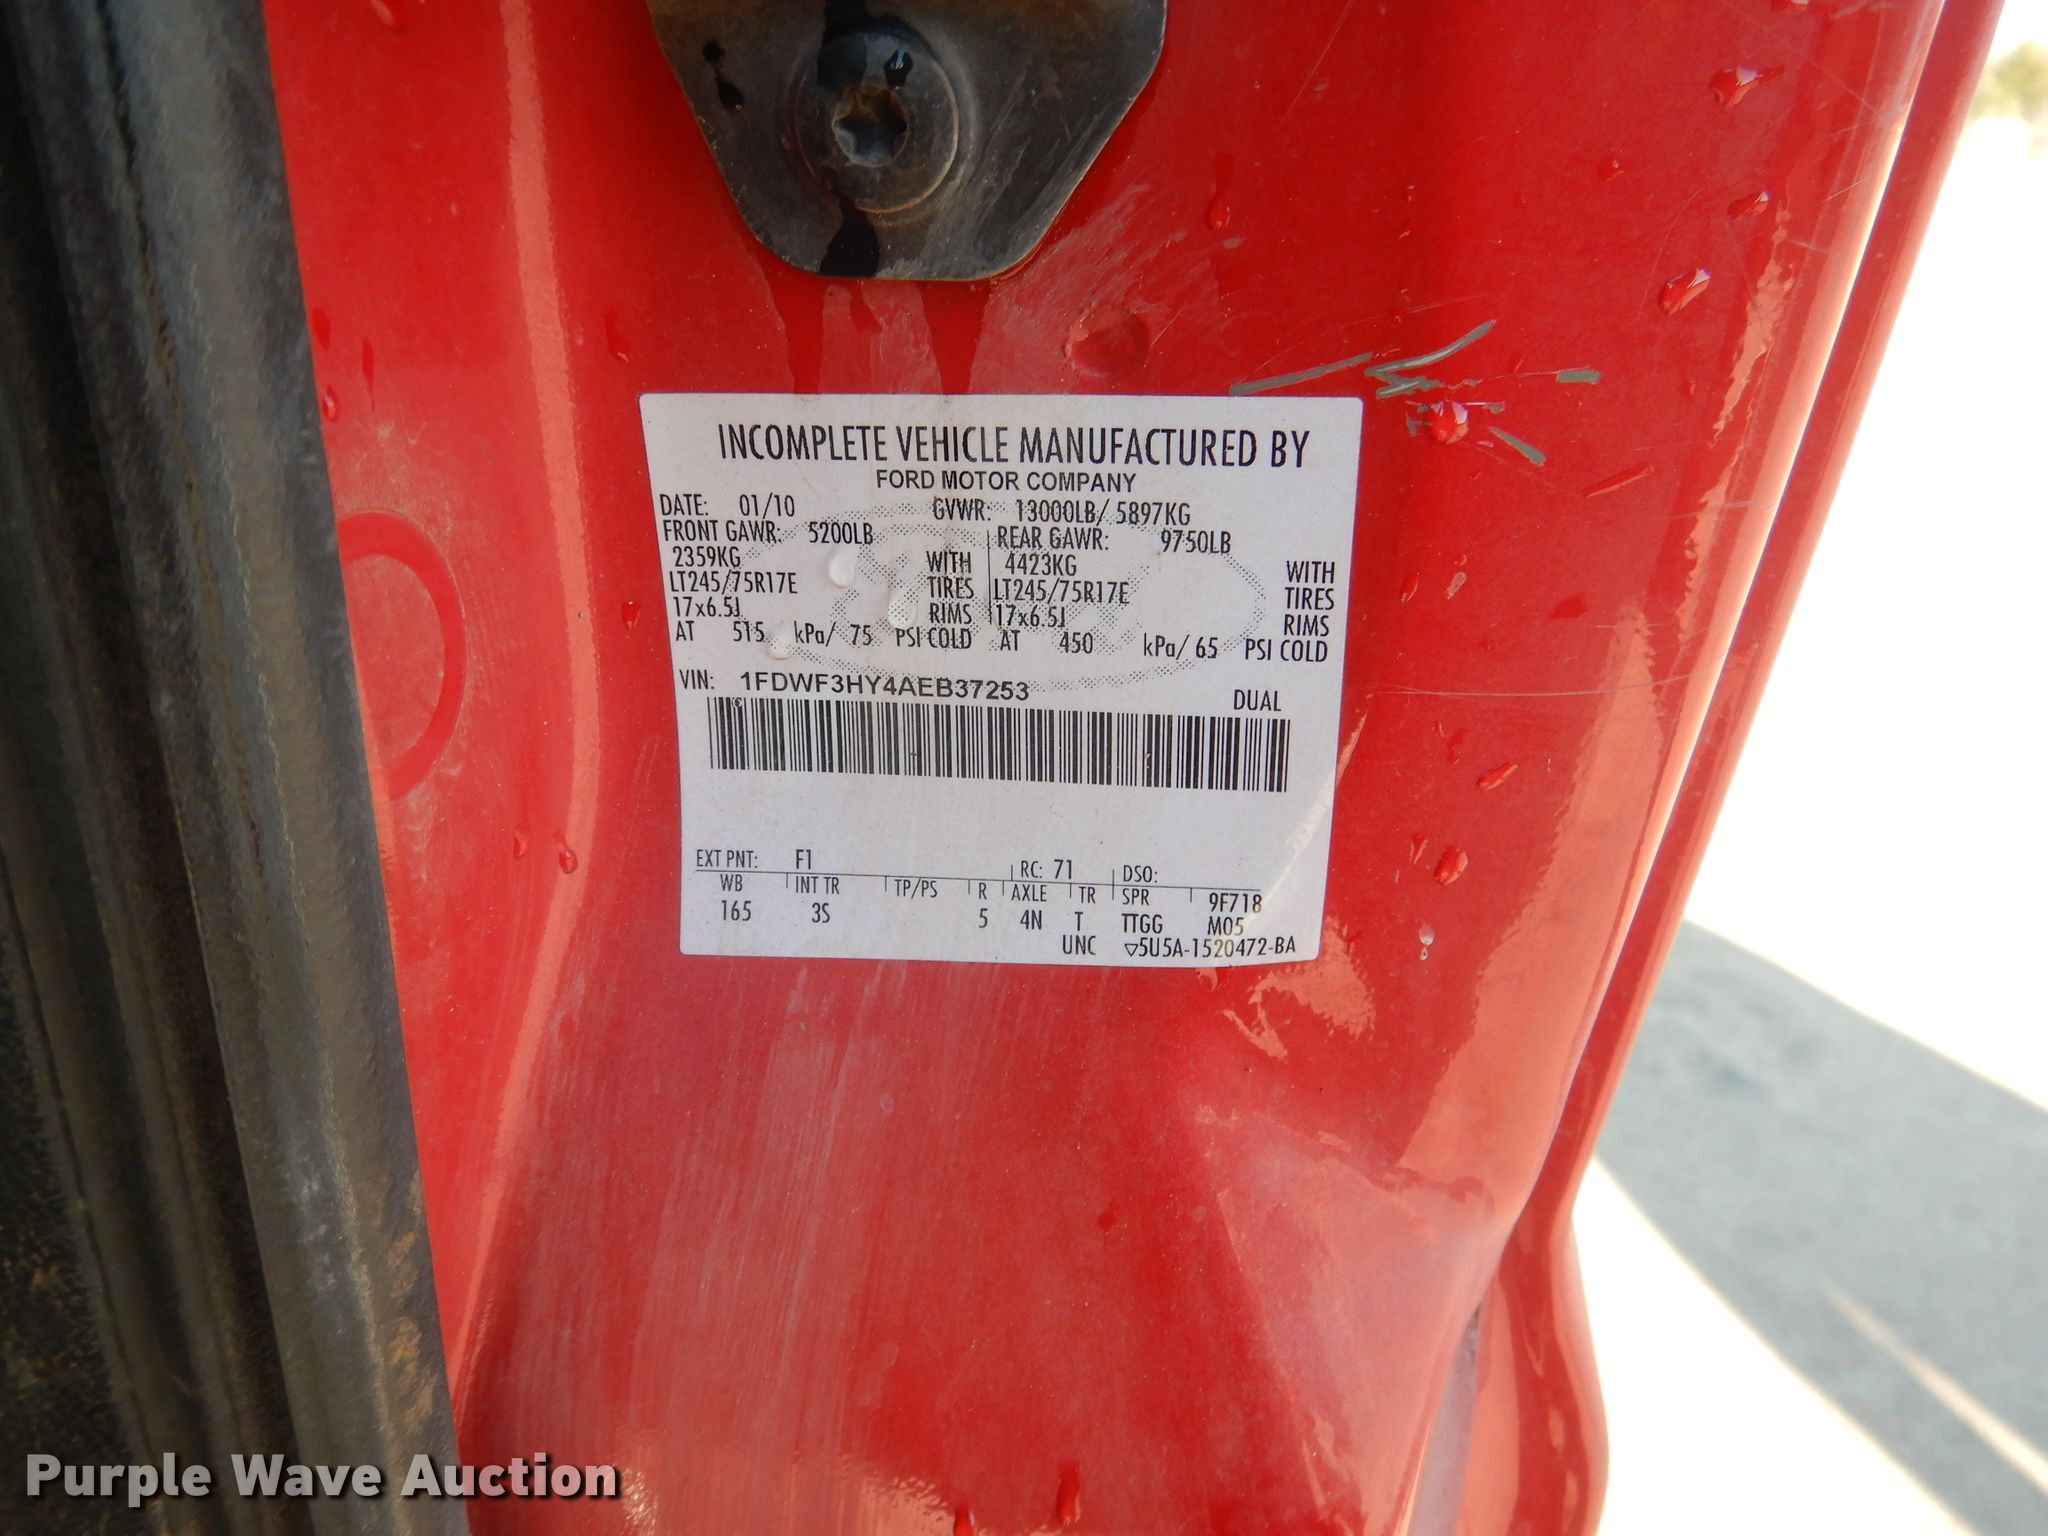 INCOMPLETE VEHICLE MANUFACTURED BY
FORD MOTOR COMPANY
DATE: 01/10 GVWR: 13000LB/ 5897KG
FRONT GAWR: 5200LB REAR GAWR: 9750LB
2359KG WITH 4423KG WITH
LT245/75R17E TIRES LT245/75R17E TIRES
17x6.5J RIMS 17x6.5J RIMS
AT 515 kPa/ 75 PSI COLD AT 450 kPa/ 65 PSI COLD
VIN: 1FDWF3HY4AEB37253 DUAL
EXT PNT: F1 RC: 71 DSO:
WB INT TR TP/PS R AXLE TR SPR 9F718
165 3S 5 4N T TTGG M05
UNC ▽5U5A-1520472-BA
Purple Wave Auction